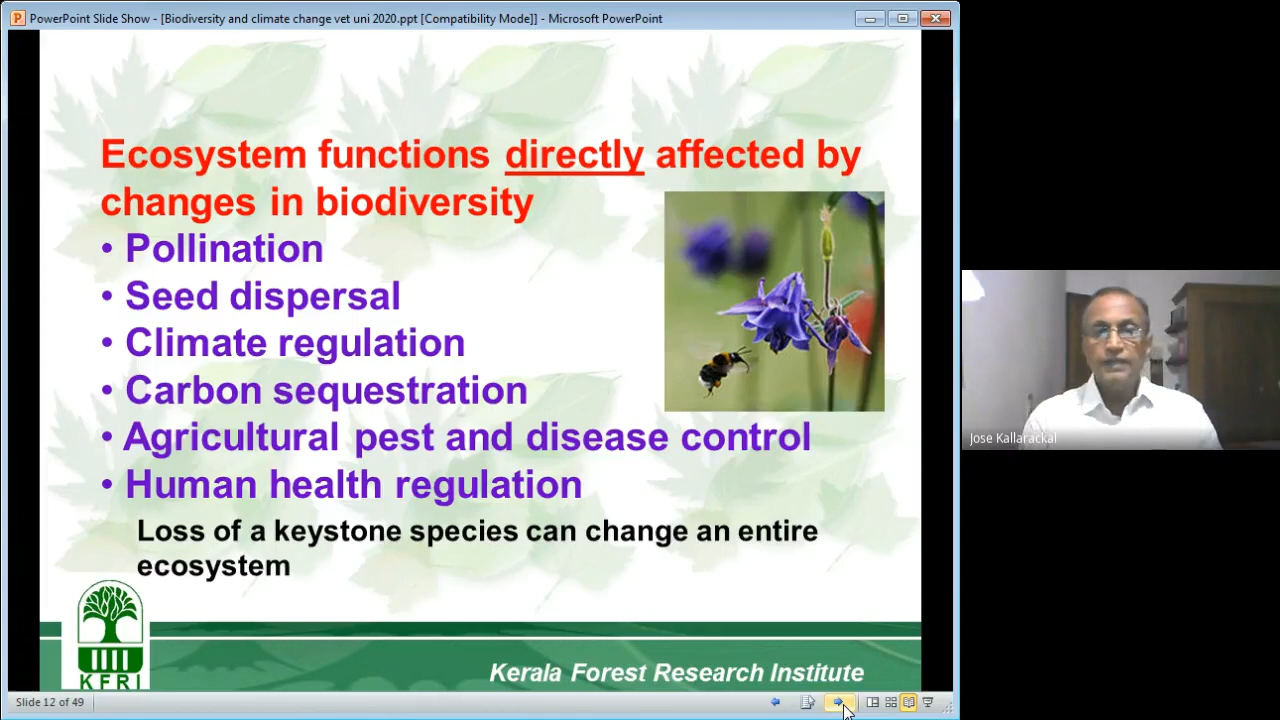 PowerPoint Slide Show - [Biodiversity and climate change vet uni 2020.ppt [Compatibility Mode]] - Microsoft PowerPoint
Ecosystem functions directly affected by
changes in biodiversity
• Pollination
• Seed dispersal
• Climate regulation
• Carbon sequestration
• Agricultural pest and disease control
• Human health regulation
Loss of a keystone species can change an entire
ecosystem
KFRI
Kerala Forest Research Institute
Slide 12 of 49
Jose Kallarackal